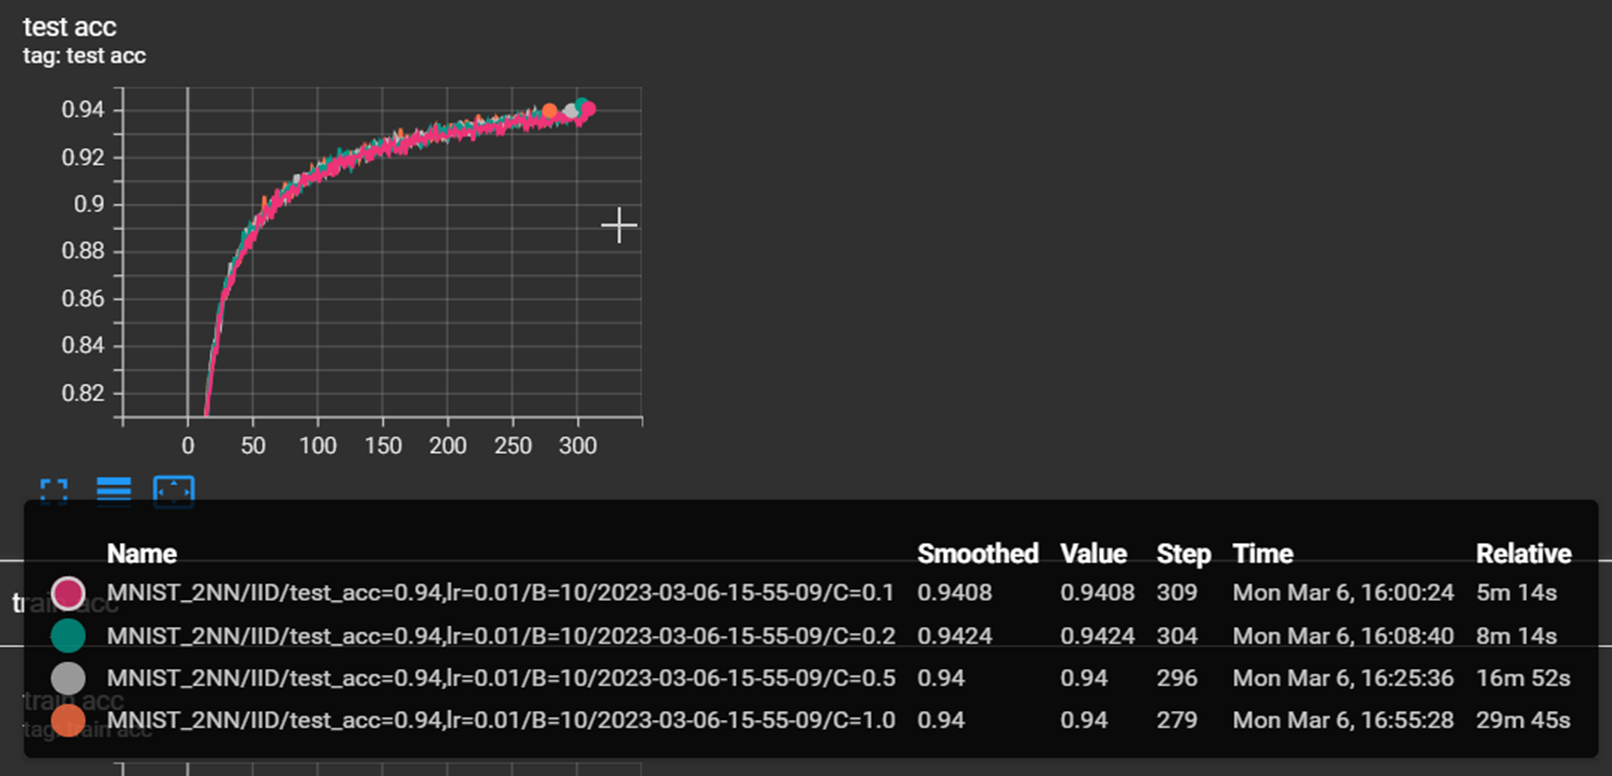 test acc
tag: test acc
0.94
0.92
0.9
0.88
0.86
0.84
0.82
0 50 100 150 200 250 300
Name Smoothed Value Step Time Relative
MNIST_2NN/IID/test_acc=0.94,lr=0.01/B=10/2023-03-06-15-55-09/C=0.1 0.9408 0.9408 309 Mon Mar 6, 16:00:24 5m 14s
train acc
MNIST_2NN/IID/test_acc=0.94,lr=0.01/B=10/2023-03-06-15-55-09/C=0.2 0.9424 0.9424 304 Mon Mar 6, 16:08:40 8m 14s
MNIST_2NN/IID/test_acc=0.94,lr=0.01/B=10/2023-03-06-15-55-09/C=0.5 0.94 0.94 296 Mon Mar 6, 16:25:36 16m 52s
train acc
MNIST_2NN/IID/test_acc=0.94,lr=0.01/B=10/2023-03-06-15-55-09/C=1.0 0.94 0.94 279 Mon Mar 6, 16:55:28 29m 45s
tag: train acc